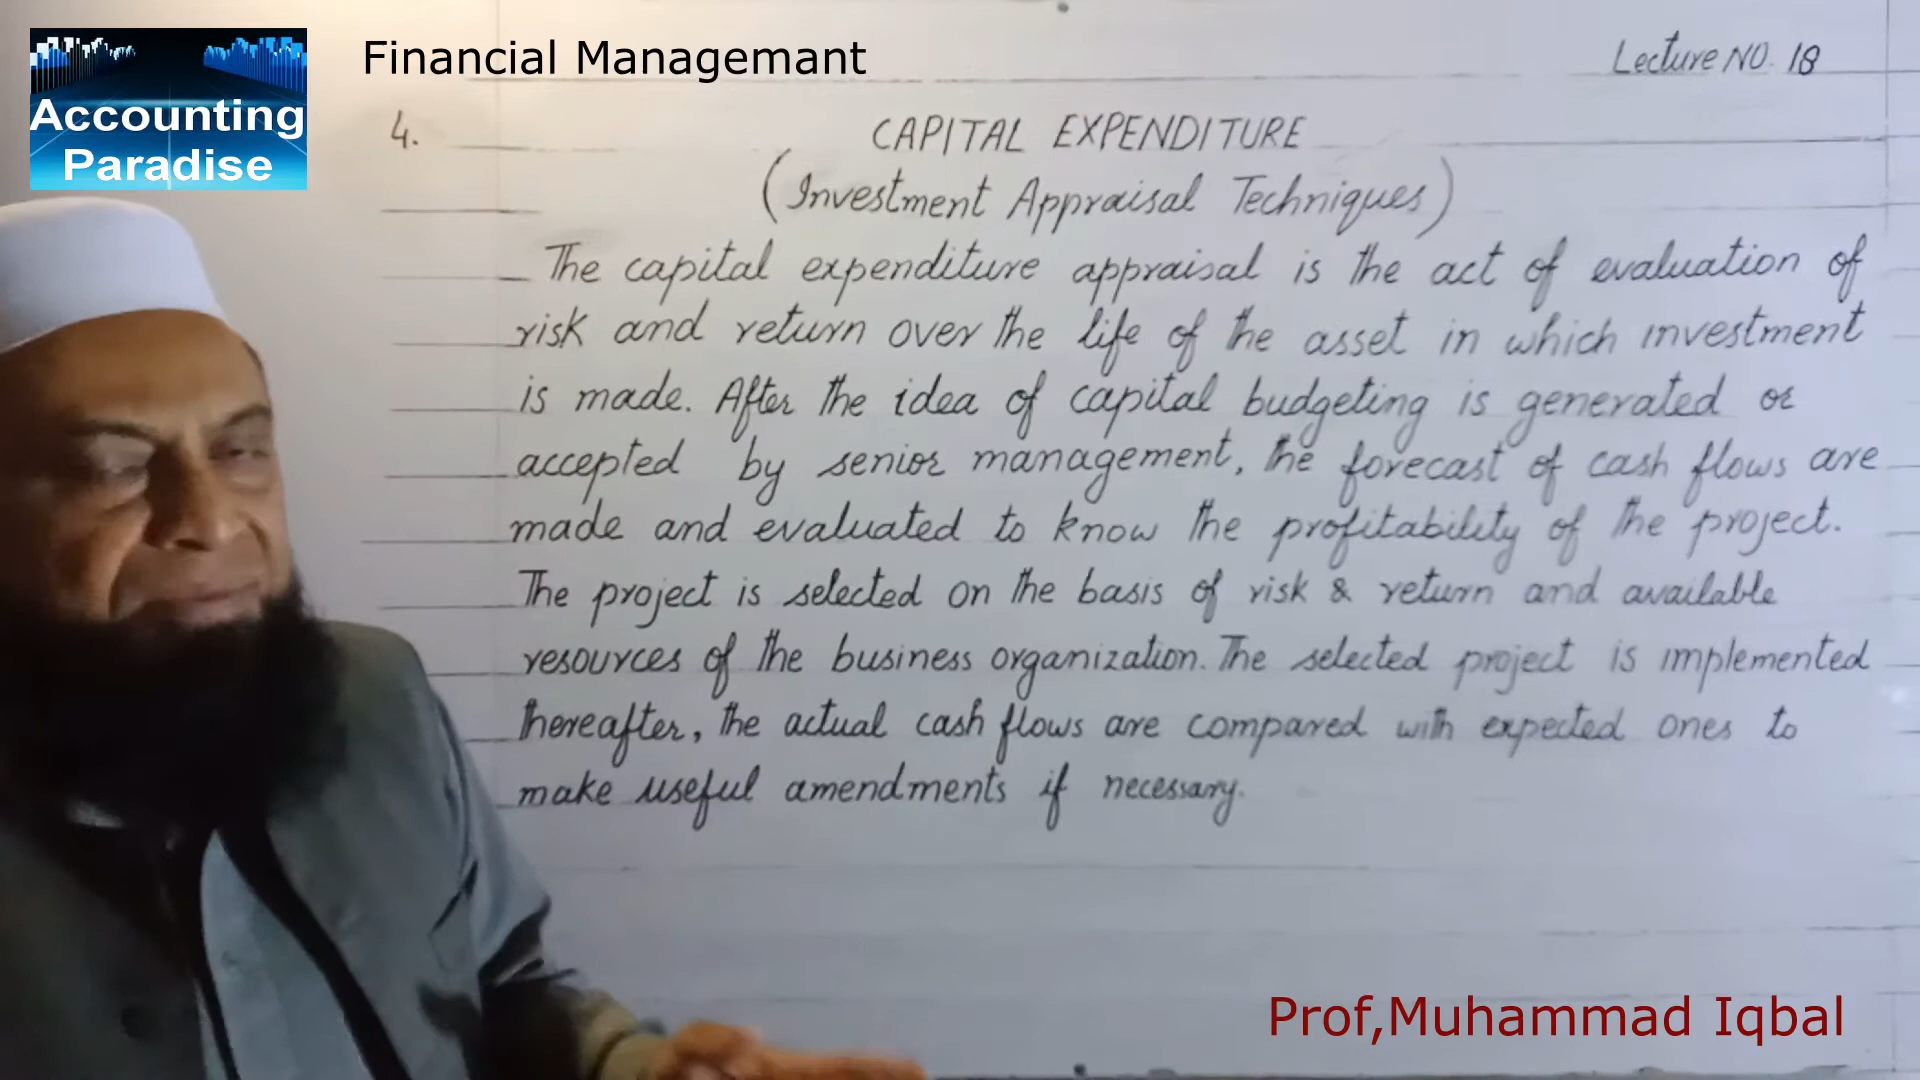 Accounting
Paradise
Financial Managemant
Lecture NO. 18
4. CAPITAL EXPENDITURE
(Investment Appraisal Techniques)
The capital expenditure appraisal is the act of evaluation of
risk and return over the life of the asset in which investment
is made. After the idea of capital budgeting is generated or
accepted by senior management, the forecast of cash flows are
made and evaluated to know the profitability of the project.
The project is selected on the basis of risk & return and available
resources of the business organization. The selected project is implemented
thereafter, the actual cash flows are compared with expected ones to
make useful amendments if necessary.
Prof,Muhammad Iqbal